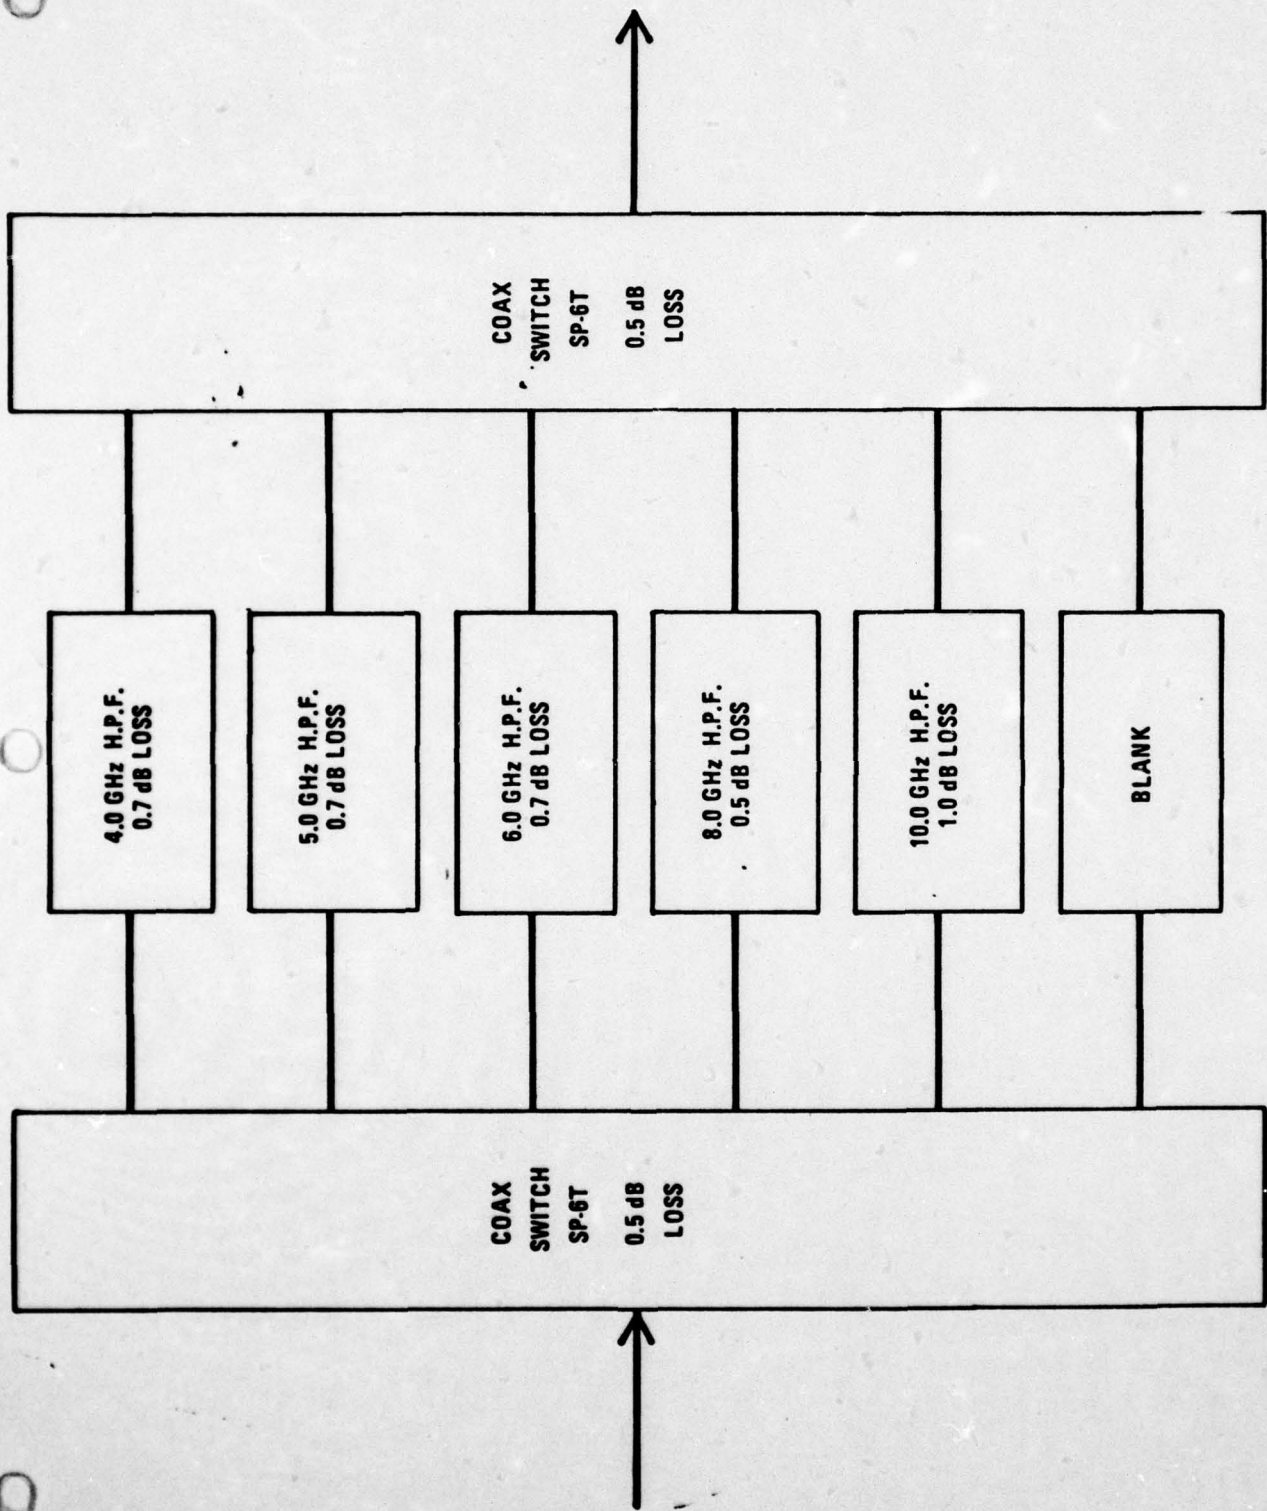 COAX
SWITCH
SP-6T
0.5 dB
LOSS
4.0 GHz H.P.F.
0.7 dB LOSS
5.0 GHz H.P.F.
0.7 dB LOSS
6.0 GHz H.P.F.
0.7 dB LOSS
8.0 GHz H.P.F.
0.5 dB LOSS
10.0 GHz H.P.F.
1.0 dB LOSS
BLANK
COAX
SWITCH
SP-6T
0.5 dB
LOSS